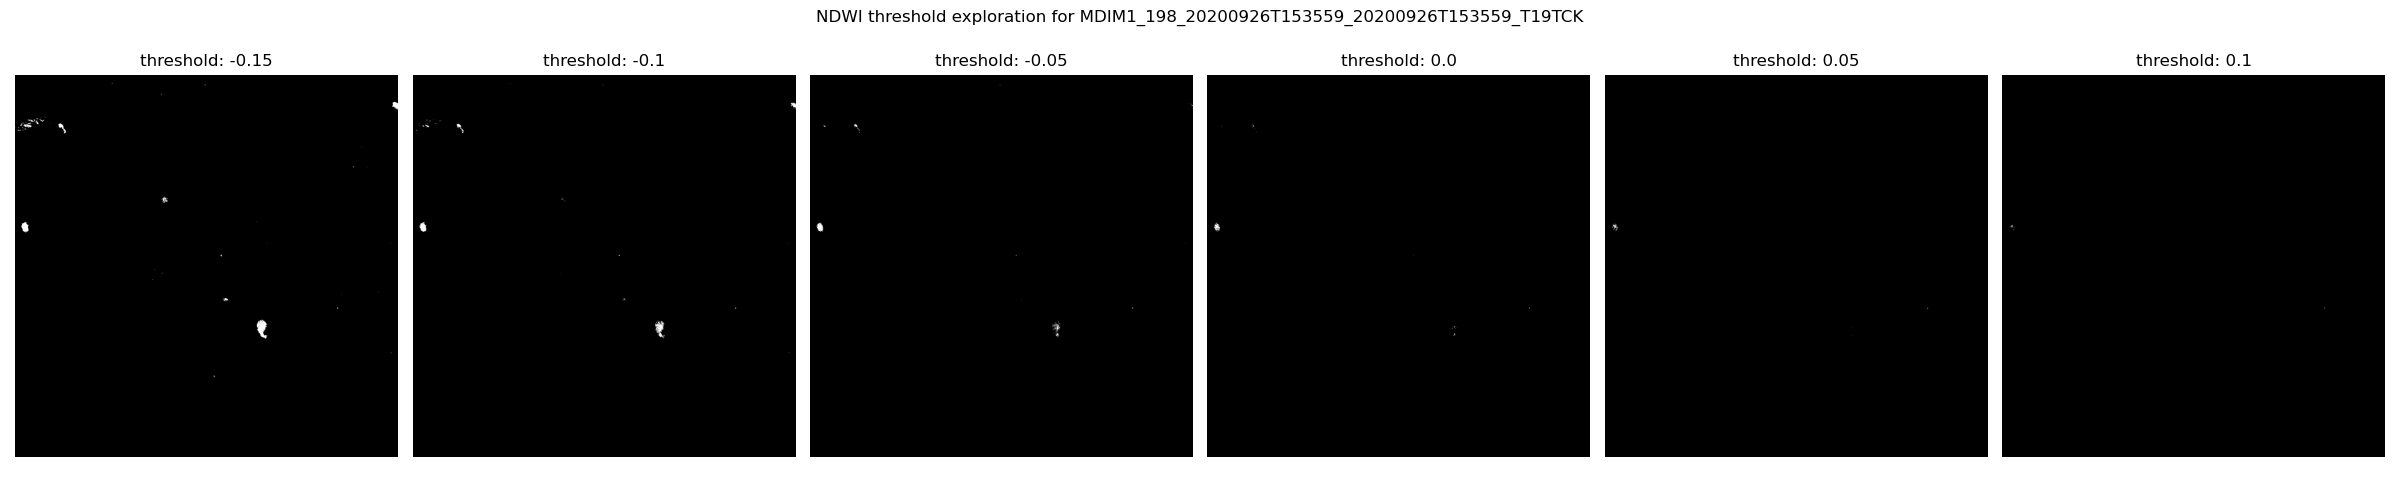 NDWI threshold exploration for MDIM1_198_20200926T153559_20200926T153559_T19TCK
threshold: -0.15
threshold: -0.1
threshold: -0.05
threshold: 0.0
threshold: 0.05
threshold: 0.1